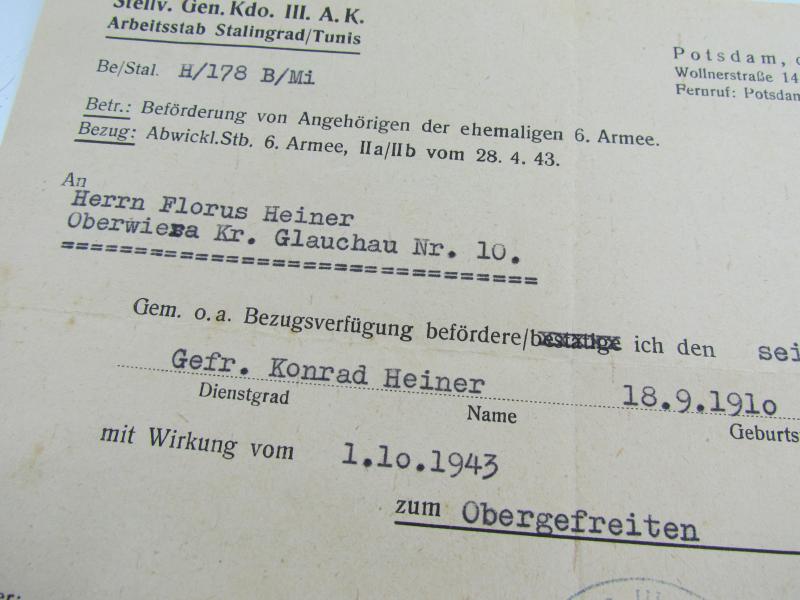 Stellv. Gen. Kdo. III. A. K.
Arbeitsstab Stalingrad/Tunis
Potsdam,
Wollnerstraße 14
Fernruf: Potsdam
Be/Stal. H/178 B/Mi
Betr.: Beförderung von Angehörigen der ehemaligen 6. Armee.
Bezug: Abwickl.Stb. 6. Armee, IIa/IIb vom 28. 4. 43.
An
Herrn Florus Heiner
Oberwiera Kr. Glauchau Nr. 10.
==================================
Gem. o. a. Bezugsverfügung befördere/bestätige ich den sei
Gefr. Konrad Heiner 18.9.1910
Dienstgrad Name Geburts
mit Wirkung vom 1.10.1943
zum Obergefreiten
III